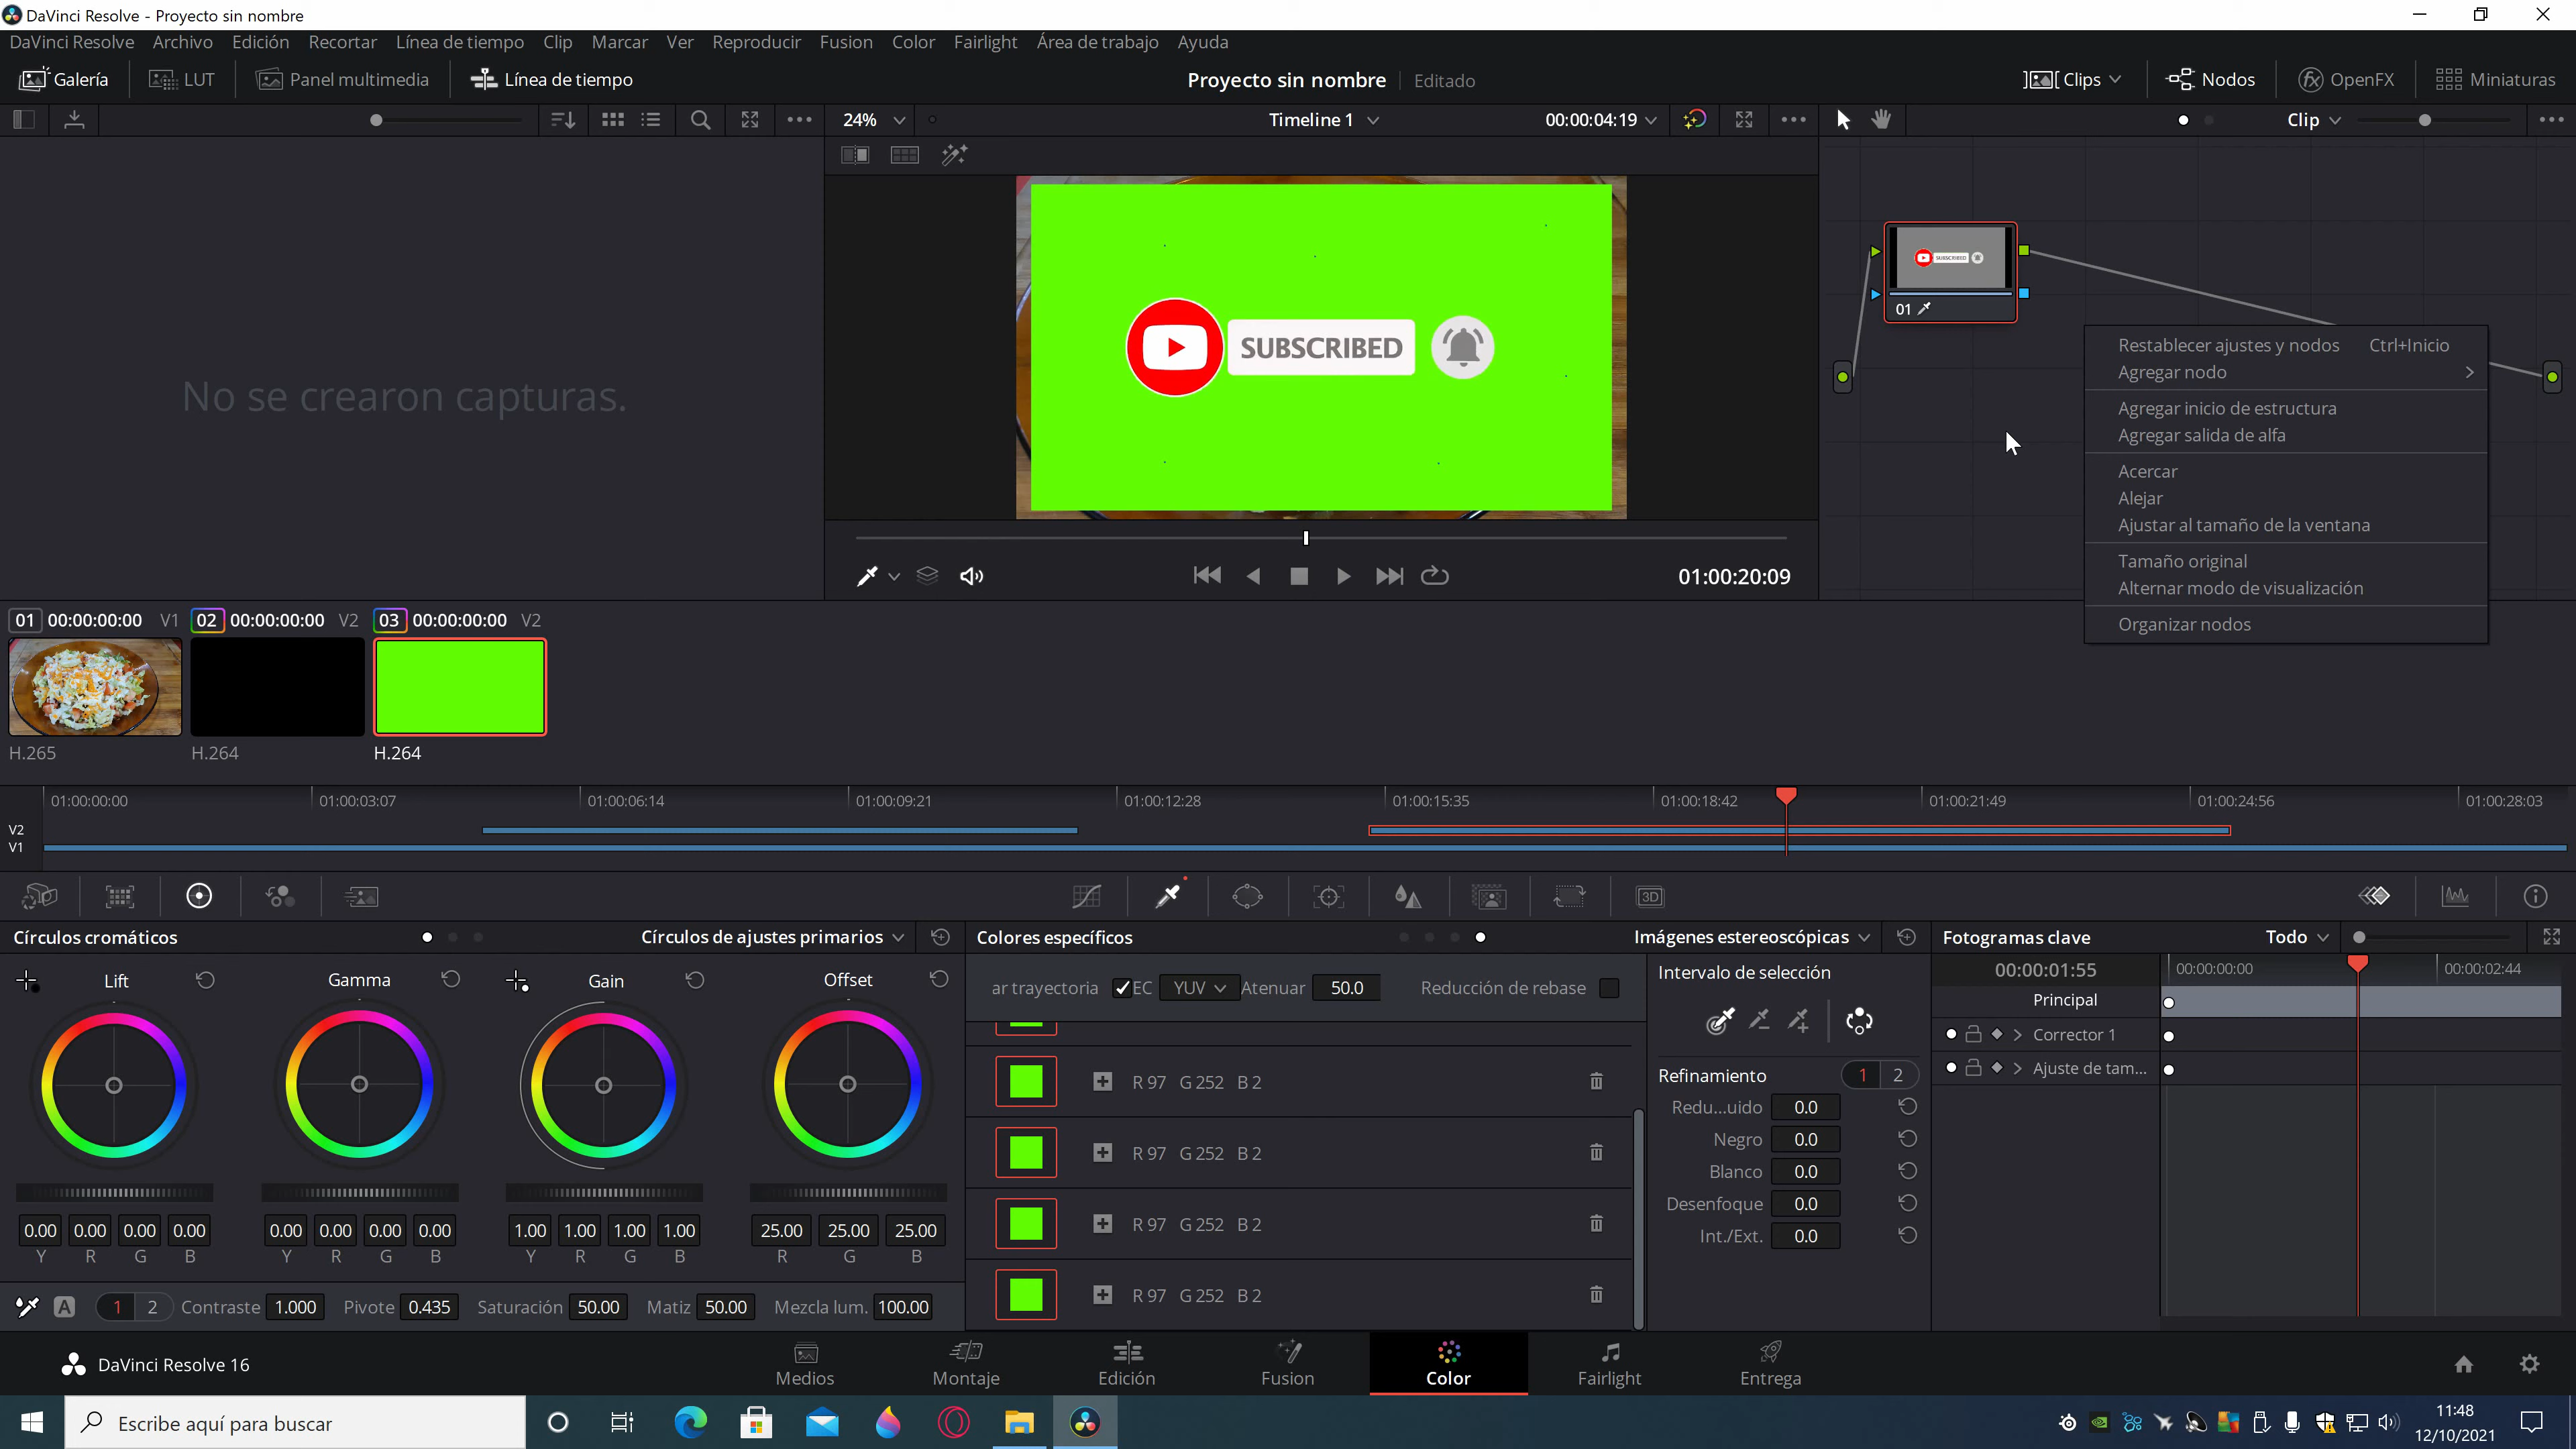 DaVinci Resolve - Proyecto sin nombre
DaVinci Resolve Archivo Edición Recortar Línea de tiempo Clip Marcar Ver Reproducir Fusion Color Fairlight Área de trabajo Ayuda
Galería LUT Panel multimedia Línea de tiempo Proyecto sin nombre Editado Clips Nodos OpenFX Miniaturas
24% Timeline 1 00:00:04:19 Clip
No se crearon capturas.
SUBSCRIBED
SUBSCRIBED
01
Restablecer ajustes y nodos Ctrl+Inicio
Agregar nodo
Agregar inicio de estructura
Agregar salida de alfa
Acercar
Alejar
Ajustar al tamaño de la ventana
Tamaño original
Alternar modo de visualización
Organizar nodos
01:00:20:09
01 00:00:00:00 V1 02 00:00:00:00 V2 03 00:00:00:00 V2
H.265 H.264 H.264
01:00:00:00 01:00:03:07 01:00:06:14 01:00:09:21 01:00:12:28 01:00:15:35 01:00:18:42 01:00:21:49 01:00:24:56 01:00:28:03
V2
V1
3D
Círculos cromáticos Círculos de ajustes primarios Colores específicos Imágenes estereoscópicas Fotogramas clave Todo
Lift Gamma Gain Offset
ar trayectoria EC YUV Atenuar 50.0 Reducción de rebase
Intervalo de selección
00:00:01:55 00:00:00:00 00:00:02:44
Principal
Corrector 1
Ajuste de tam...
R 97 G 252 B 2
R 97 G 252 B 2
R 97 G 252 B 2
R 97 G 252 B 2
Refinamiento 1 2
Redu...uido 0.0
Negro 0.0
Blanco 0.0
Desenfoque 0.0
Int./Ext. 0.0
0.00 0.00 0.00 0.00 0.00 0.00 0.00 0.00 1.00 1.00 1.00 1.00 25.00 25.00 25.00
Y R G B Y R G B Y R G B R G B
A 1 2 Contraste 1.000 Pivote 0.435 Saturación 50.00 Matiz 50.00 Mezcla lum. 100.00
DaVinci Resolve 16 Medios Montaje Edición Fusion Color Fairlight Entrega
Escribe aquí para buscar
11:48
12/10/2021